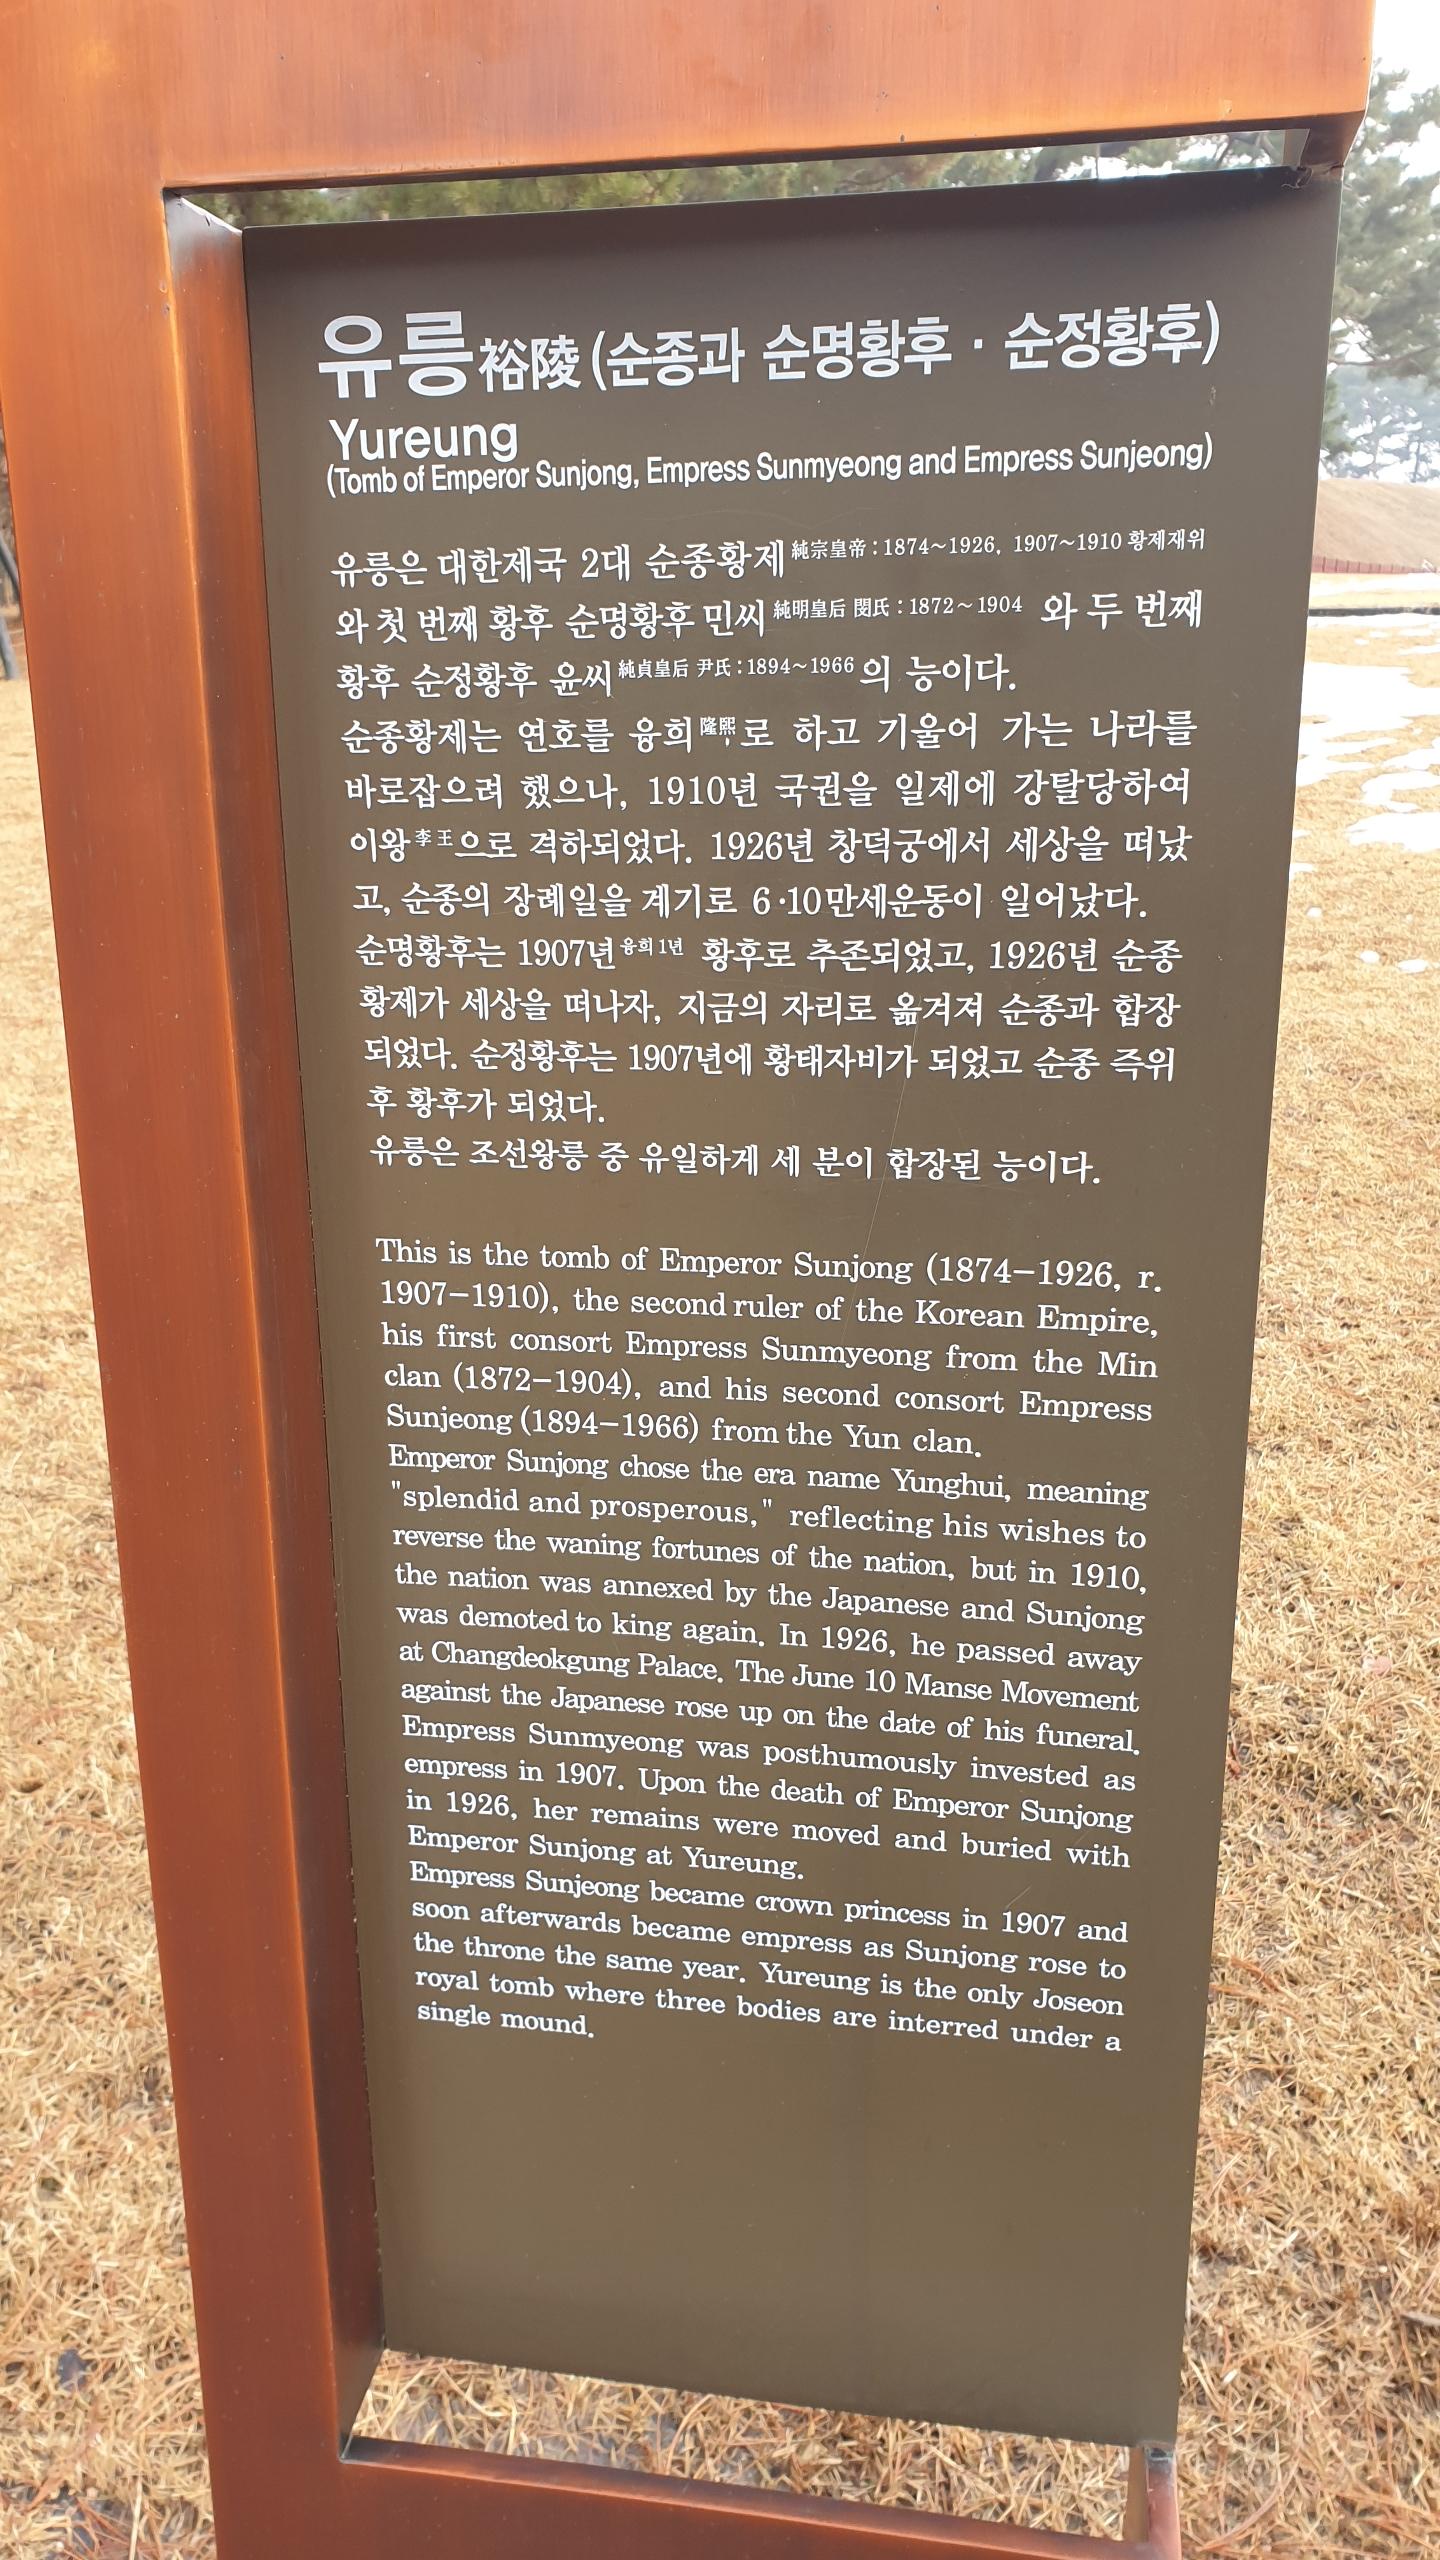 유릉裕陵(순종과 순명황후 · 순정황후)
Yureung
(Tomb of Emperor Sunjong, Empress Sunmyeong and Empress Sunjeong)
유릉은 대한제국 2대 순종황제純宗皇帝 : 1874~1926, 1907~1910 황제재위
와 첫 번째 황후 순명황후 민씨純明皇后 閔氏 : 1872~1904 와 두 번째
황후 순정황후 윤씨純貞皇后 尹氏 : 1894~1966의 능이다.
순종황제는 연호를 융희隆熙로 하고 기울어 가는 나라를
바로잡으려 했으나, 1910년 국권을 일제에 강탈당하여
이왕李王으로 격하되었다. 1926년 창덕궁에서 세상을 떠났
고, 순종의 장례일을 계기로 6·10만세운동이 일어났다.
순명황후는 1907년융희 1년 황후로 추존되었고, 1926년 순종
황제가 세상을 떠나자, 지금의 자리로 옮겨져 순종과 합장
되었다. 순정황후는 1907년에 황태자비가 되었고 순종 즉위
후 황후가 되었다.
유릉은 조선왕릉 중 유일하게 세 분이 합장된 능이다.
This is the tomb of Emperor Sunjong (1874−1926, r.
1907−1910), the second ruler of the Korean Empire,
his first consort Empress Sunmyeong from the Min
clan (1872−1904), and his second consort Empress
Sunjeong (1894−1966) from the Yun clan.
Emperor Sunjong chose the era name Yunghui, meaning
"splendid and prosperous," reflecting his wishes to
reverse the waning fortunes of the nation, but in 1910,
the nation was annexed by the Japanese and Sunjong
was demoted to king again. In 1926, he passed away
at Changdeokgung Palace. The June 10 Manse Movement
against the Japanese rose up on the date of his funeral.
Empress Sunmyeong was posthumously invested as
empress in 1907. Upon the death of Emperor Sunjong
in 1926, her remains were moved and buried with
Emperor Sunjong at Yureung.
Empress Sunjeong became crown princess in 1907 and
soon afterwards became empress as Sunjong rose to
the throne the same year. Yureung is the only Joseon
royal tomb where three bodies are interred under a
single mound.